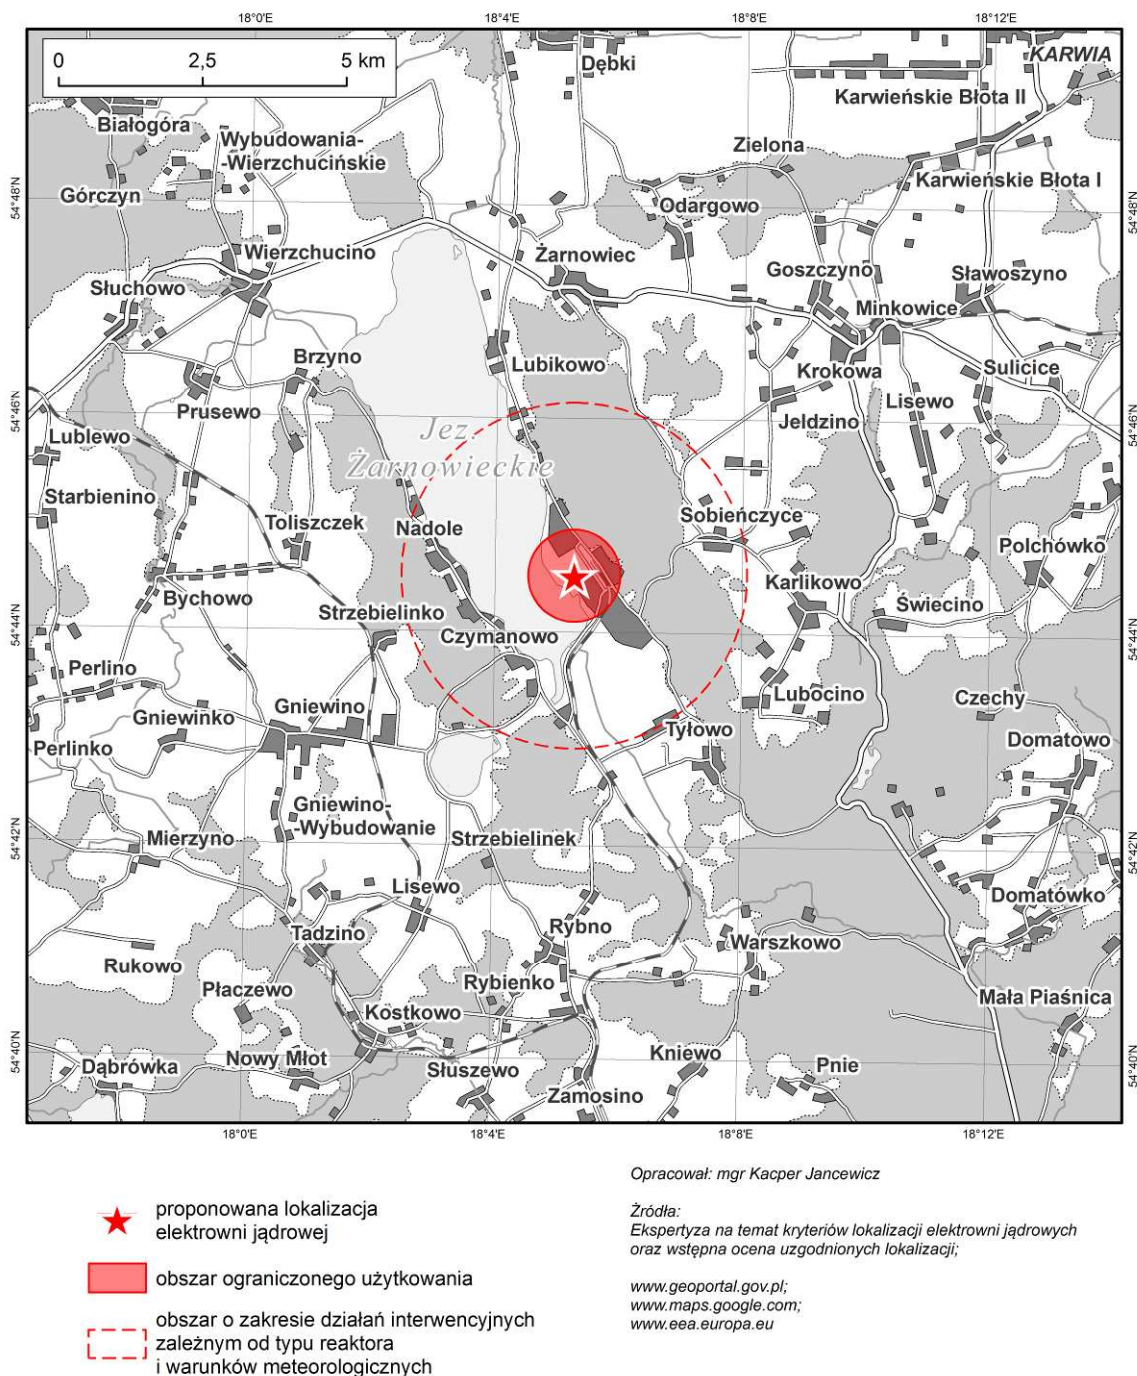 18°0'E
18°4'E
18°8'E
18°12'E
0 2,5 5 km
Dębki
KARWIA
Karwieńskie Błota II
Białogóra
Wybudowania-
-Wierzchucińskie
Zielona
Karwieńskie Błota I
Górczyn
54°48'N
54°48'N
Odargowo
Wierzchucino
Żarnowiec
Goszczyno
Sławoszyno
Słuchowo
Minkowice
Brzyno
Lubikowo
Krokowa
Sulicice
Prusewo
Jeldzino
Lisewo
54°46'N
54°46'N
Lublewo
Jez.
Żarnowieckie
Starbienino
Toliszczek
Nadole
Sobieńczyce
Polchówko
Bychowo
Karlikowo
Strzebielinko
Świecino
54°44'N
54°44'N
Czymanowo
Perlino
Lubocino
Czechy
Gniewinko
Gniewino
Tyłowo
Perlinko
Domatowo
Gniewino-
-Wybudowanie
Mierzyno
Strzebielinek
54°42'N
54°42'N
Lisewo
Domatówko
Tadzino
Rybno
Warszkowo
Rukowo
Płaczewo
Rybienko
Mała Piaśnica
Kostkowo
Nowy Młot
Kniewo
54°40'N
54°40'N
Dąbrówka
Słuszewo
Pnie
Zamosino
18°0'E
18°4'E
18°8'E
18°12'E
proponowana lokalizacja
elektrowni jądrowej
obszar ograniczonego użytkowania
obszar o zakresie działań interwencyjnych
zależnym od typu reaktora
i warunków meteorologicznych
Opracował: mgr Kacper Jancewicz
Źródła:
Ekspertyza na temat kryteriów lokalizacji elektrowni jądrowych
oraz wstępna ocena uzgodnionych lokalizacji;
www.geoportal.gov.pl;
www.maps.google.com;
www.eea.europa.eu